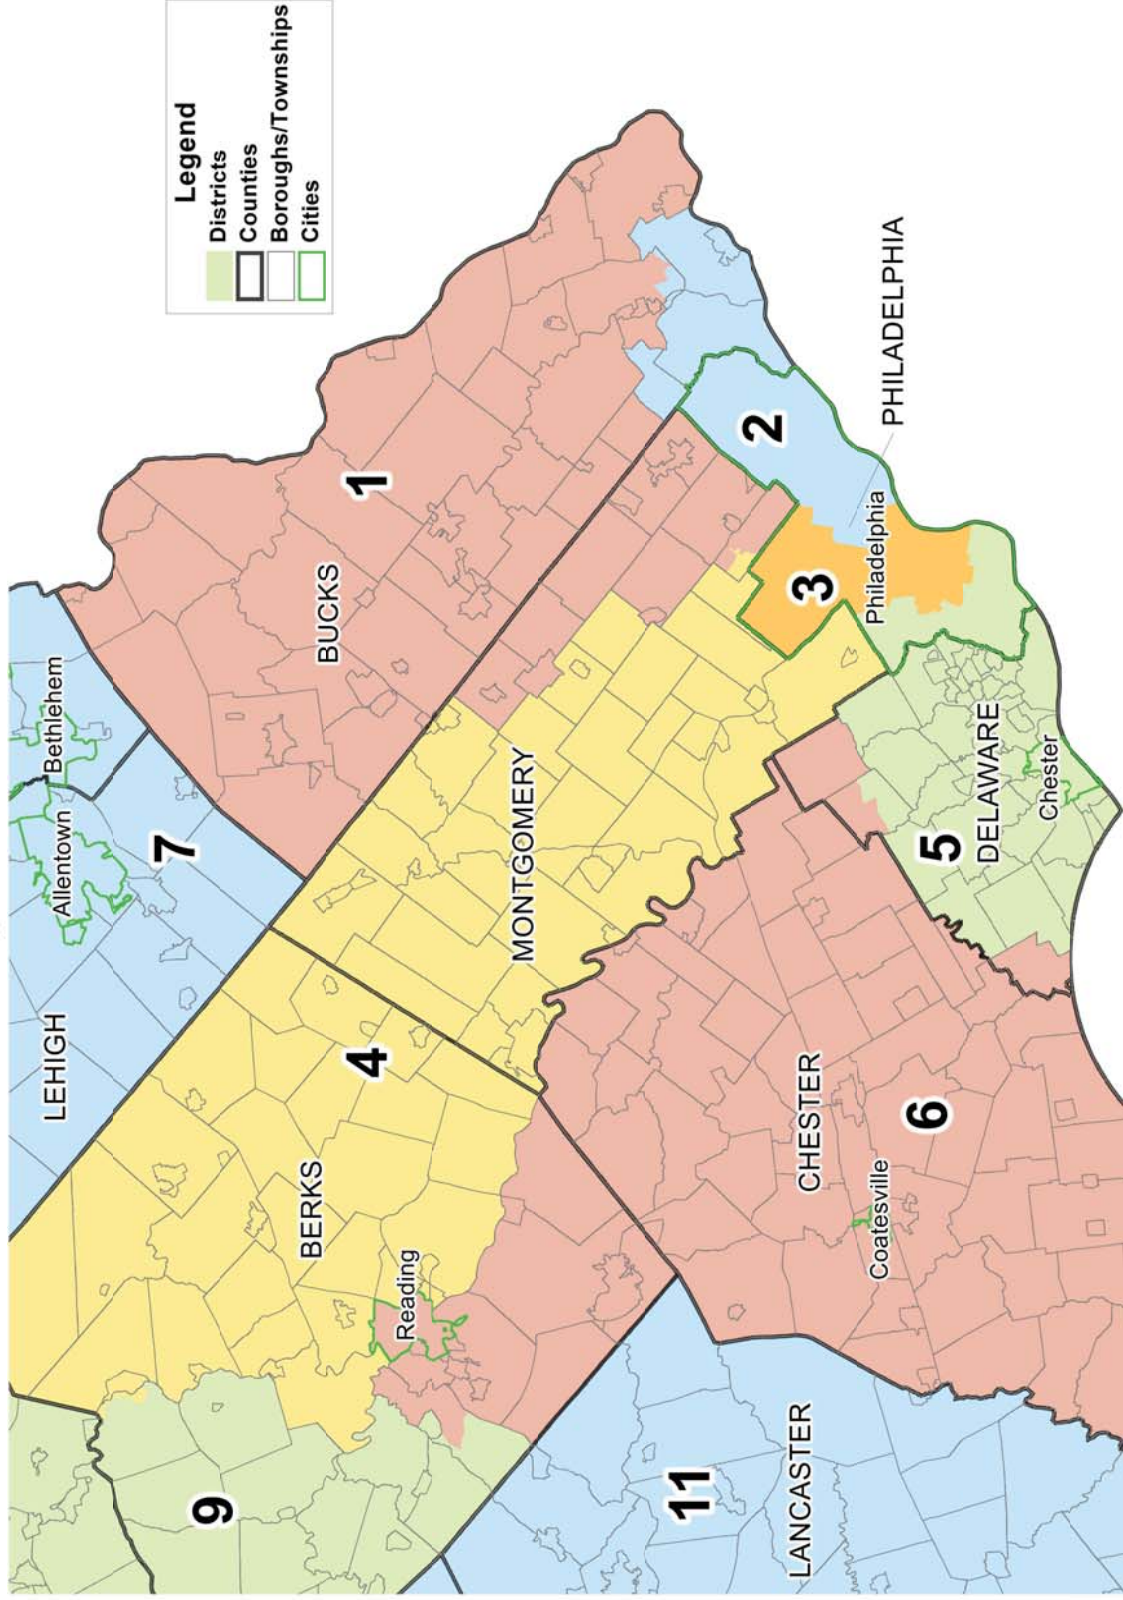 Legend
Districts
Counties
Boroughs/Townships
Cities
LEHIGH
Allentown
Bethlehem
7
BUCKS
1
9
BERKS
4
Reading
MONTGOMERY
2
3
Philadelphia
PHILADELPHIA
11
LANCASTER
CHESTER
Coatesville
6
5
DELAWARE
Chester